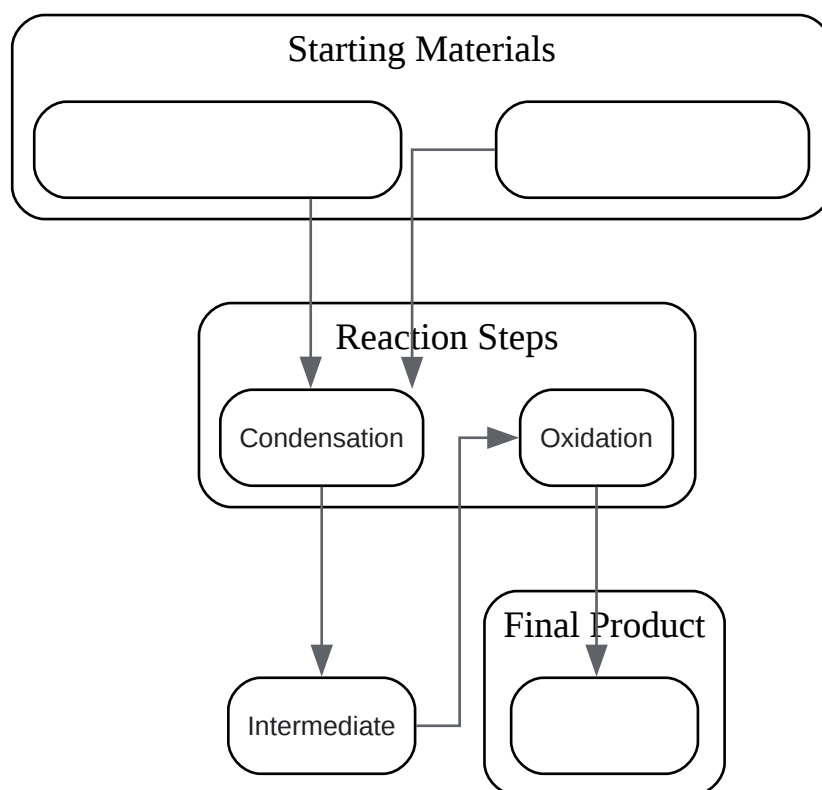 Starting Materials
Reaction Steps
Condensation
Oxidation
Final Product
Intermediate